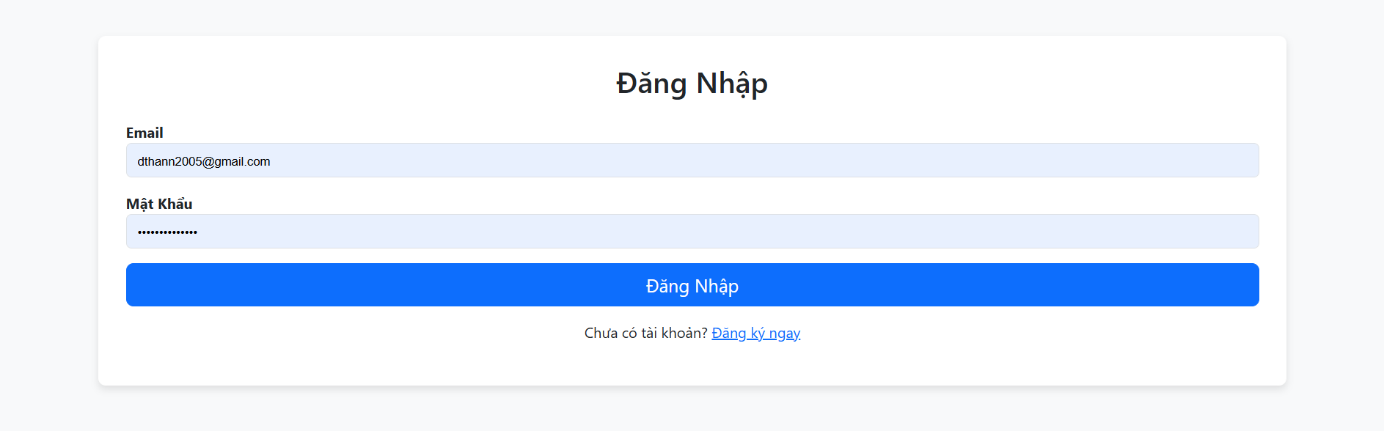 Đăng Nhập
Email
dthann2005@gmail.com
Mật Khẩu
••••••••••••••
Đăng Nhập
Chưa có tài khoản? Đăng ký ngay